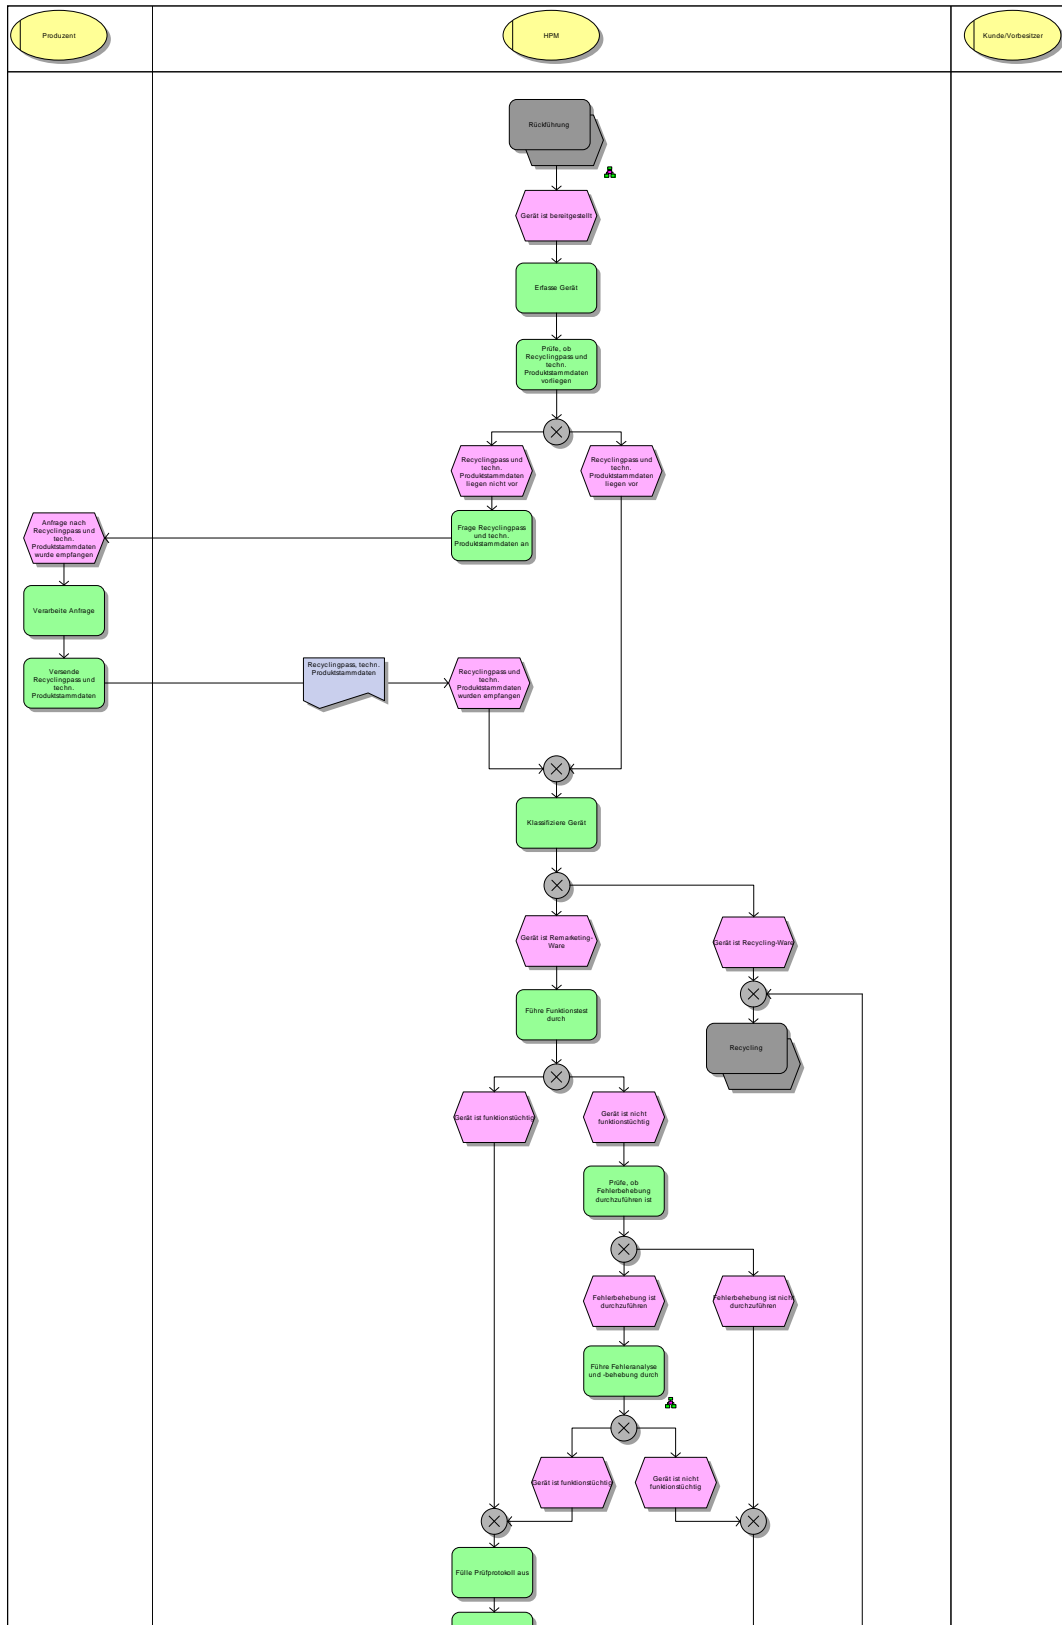 Produzent
HPM
Kunde/Vorbesitzer
Rückführung
Gerät ist bereitgestellt
Erfasse Gerät
Prüfe, ob
Recyclingpass und
techn.
Produktstammdaten
vorliegen
Recyclingpass und
techn.
Produktstammdaten
liegen nicht vor
Recyclingpass und
techn.
Produktstammdaten
liegen vor
Anfrage nach
Recyclingpass und
techn.
Produktstammdaten
wurde empfangen
Frage Recyclingpass
und techn.
Produktstammdaten an
Verarbeite Anfrage
Versende
Recyclingpass und
techn.
Produktstammdaten
Recyclingpass, techn.
Produktstammdaten
Recyclingpass und
techn.
Produktstammdaten
wurden empfangen
Klassifiziere Gerät
Gerät ist Remarketing-
Ware
Gerät ist Recycling-Ware
Führe Funktionstest
durch
Recycling
Gerät ist funktionstüchtig
Gerät ist nicht
funktionstüchtig
Prüfe, ob
Fehlerbehebung
durchzuführen ist
Fehlerbehebung ist
durchzuführen
Fehlerbehebung ist nicht
durchzuführen
Führe Fehleranalyse
und -behebung durch
Gerät ist funktionstüchtig
Gerät ist nicht
funktionstüchtig
Fülle Prüfprotokoll aus